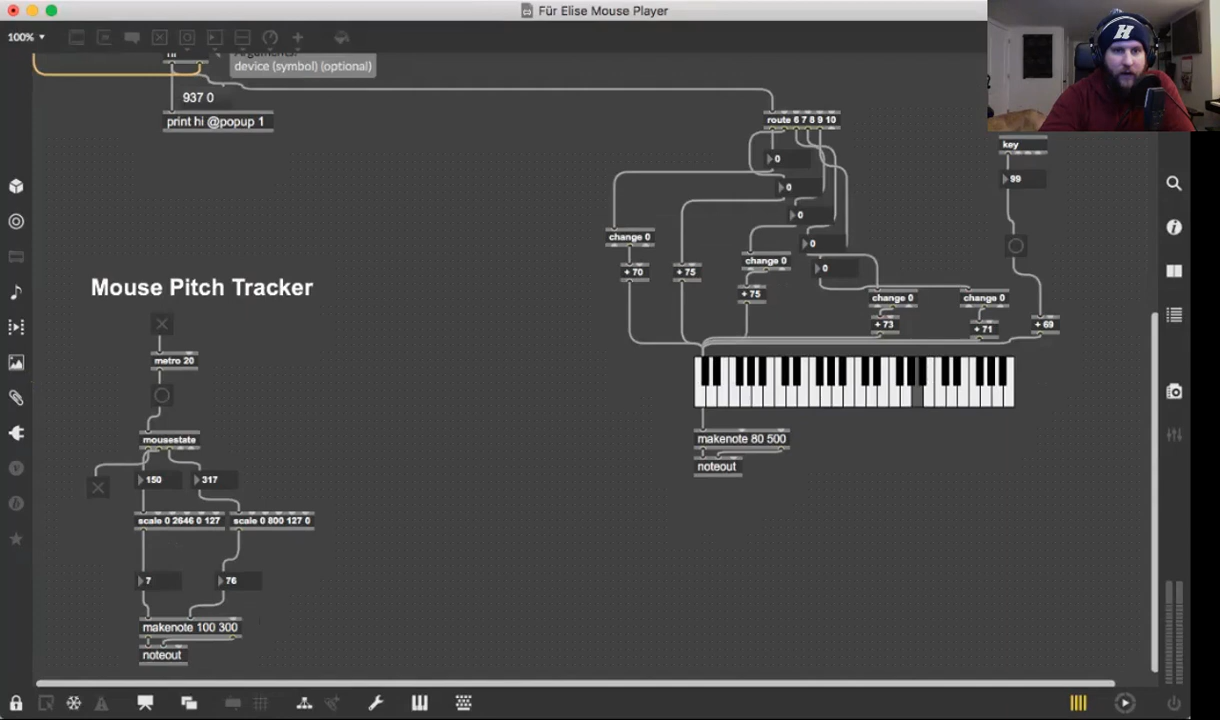 Für Elise Mouse Player
100%
device (symbol) (optional)
937 0
print hi @popup 1
route 6 7 8 9 10
0
0
0
0
0
key
99
change 0
+ 70
+ 75
change 0
+ 75
change 0
+ 73
change 0
+ 71
+ 69
Mouse Pitch Tracker
metro 20
mousestate
150
317
scale 0 2646 0 127
scale 0 800 127 0
7
76
makenote 100 300
noteout
makenote 80 500
noteout
H